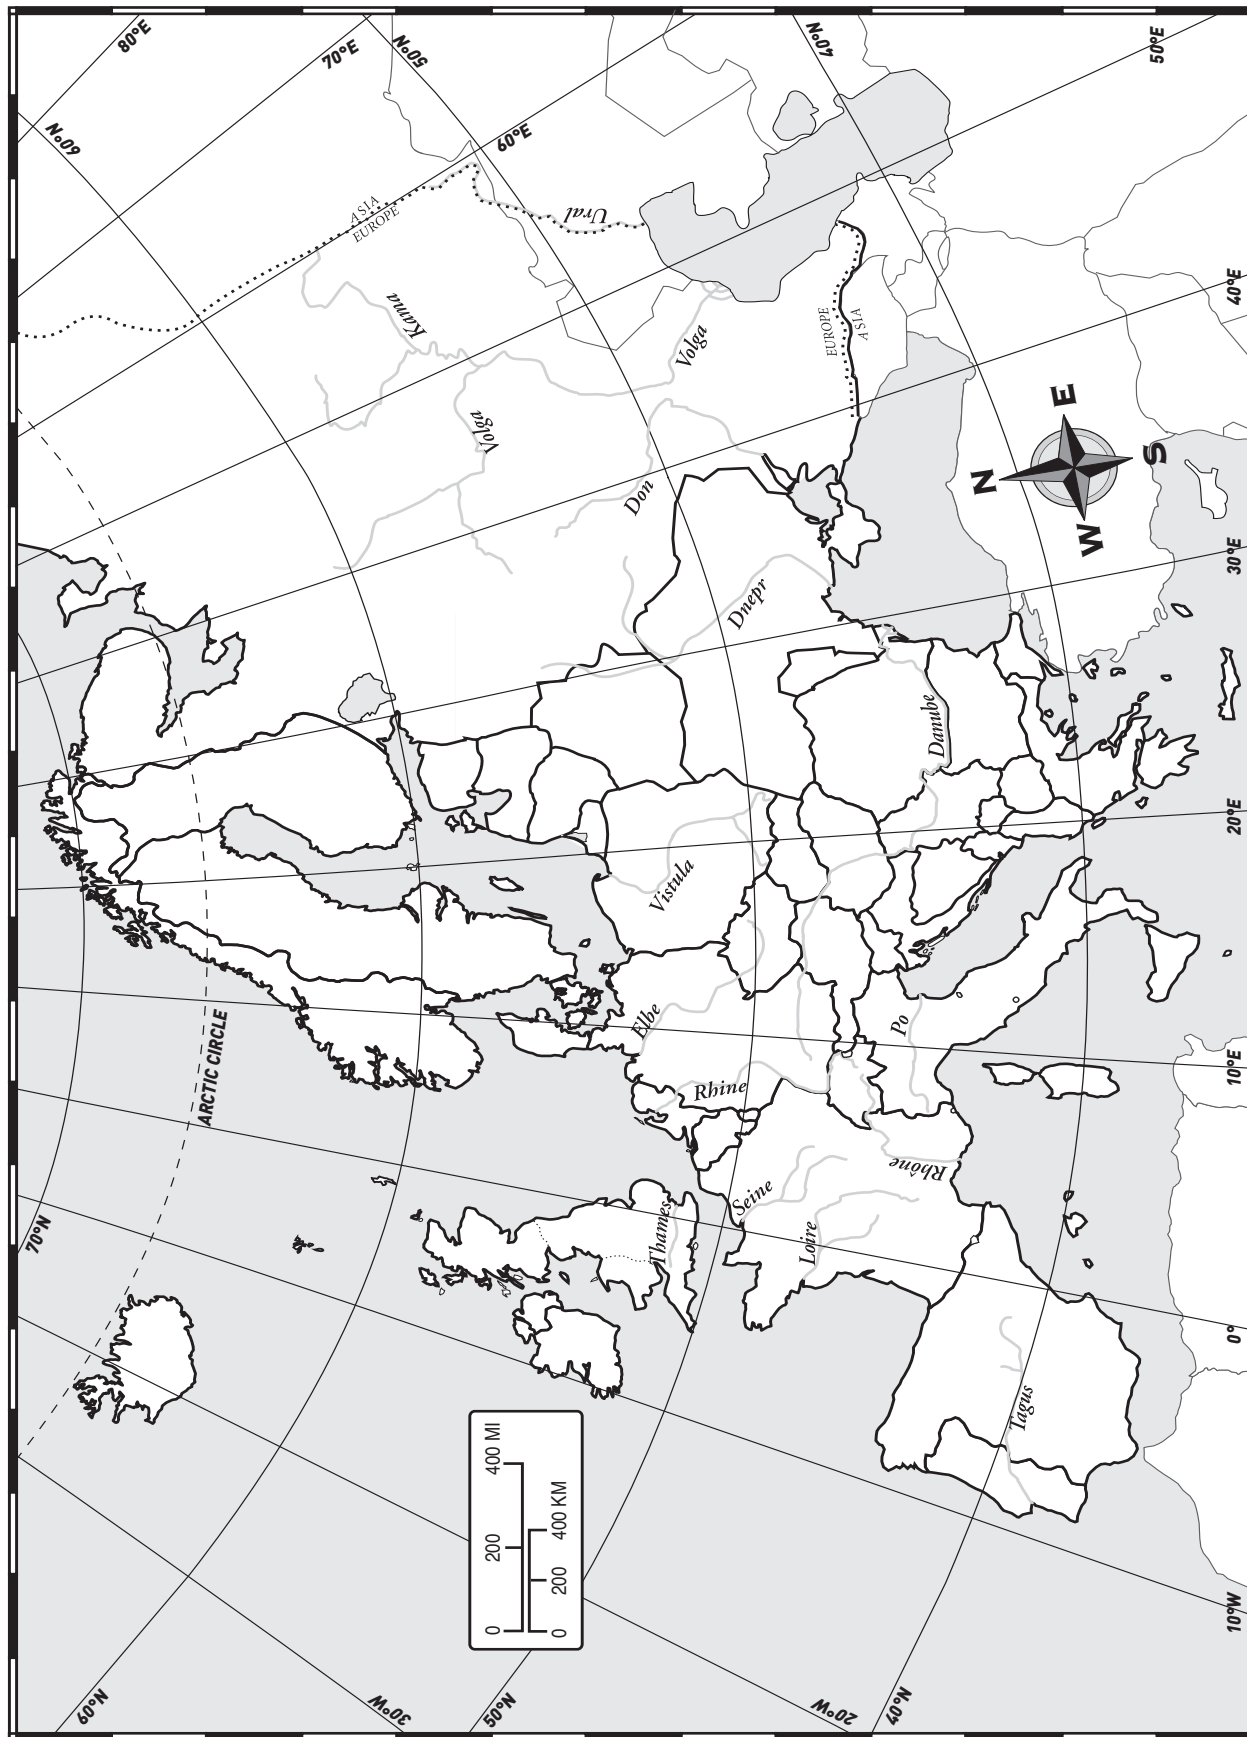 80°E
70°E
50°N
40°N
50°E
60°N
60°E
ASIA
EUROPE
Ural
Kama
Volga
Volga
EUROPE
ASIA
40°E
N
E
S
W
Don
Dnepr
30°E
Danube
20°E
Vistula
Elbe
Po
10°E
ARCTIC CIRCLE
Rhine
Rhône
Seine
Thames
Loire
70°N
0°
Tagus
0 200 400 MI
0 200 400 KM
10°W
60°N
30°W
50°N
20°W
40°N